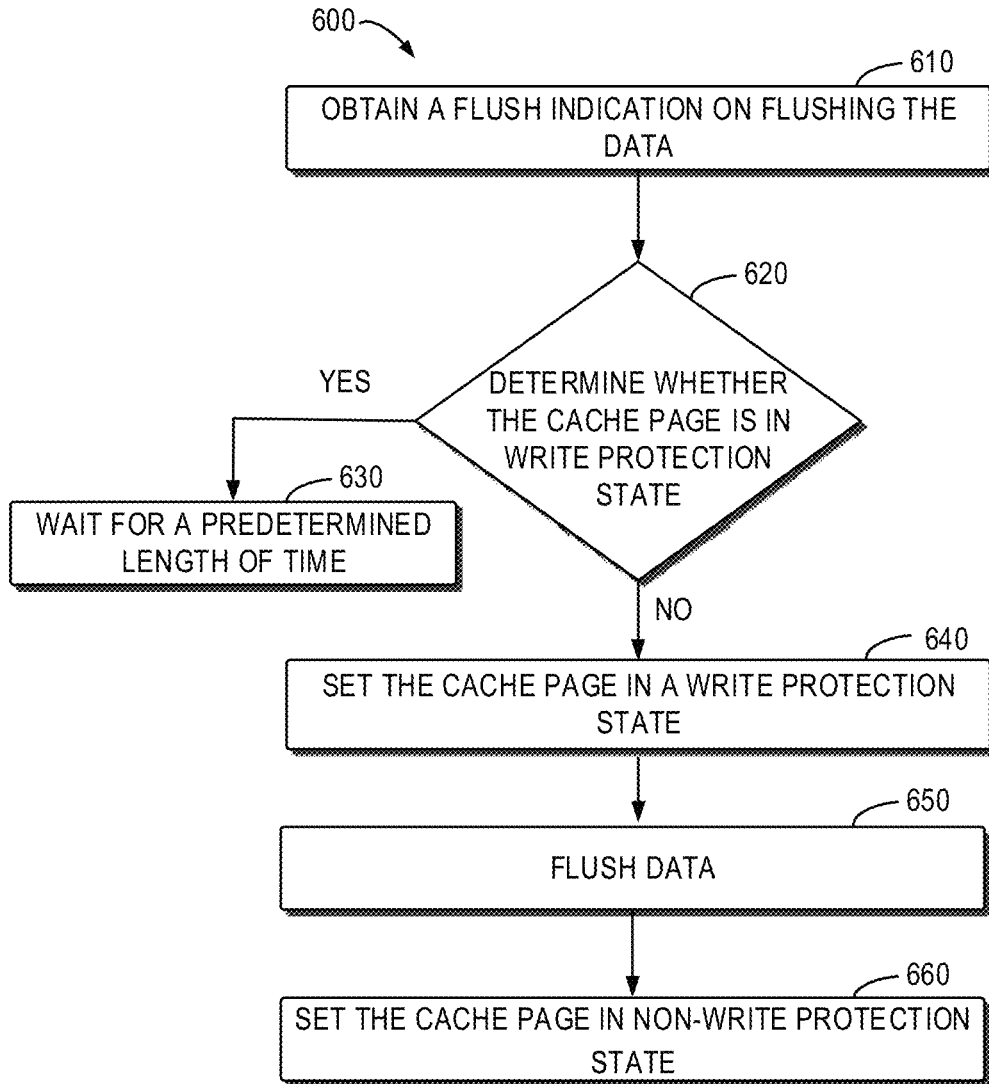 600
610
OBTAIN A FLUSH INDICATION ON FLUSHING THE
DATA
620
YES
DETERMINE WHETHER
THE CACHE PAGE IS IN
WRITE PROTECTION
STATE
630
WAIT FOR A PREDETERMINED
LENGTH OF TIME
NO
640
SET THE CACHE PAGE IN A WRITE PROTECTION
STATE
650
FLUSH DATA
660
SET THE CACHE PAGE IN NON-WRITE PROTECTION
STATE